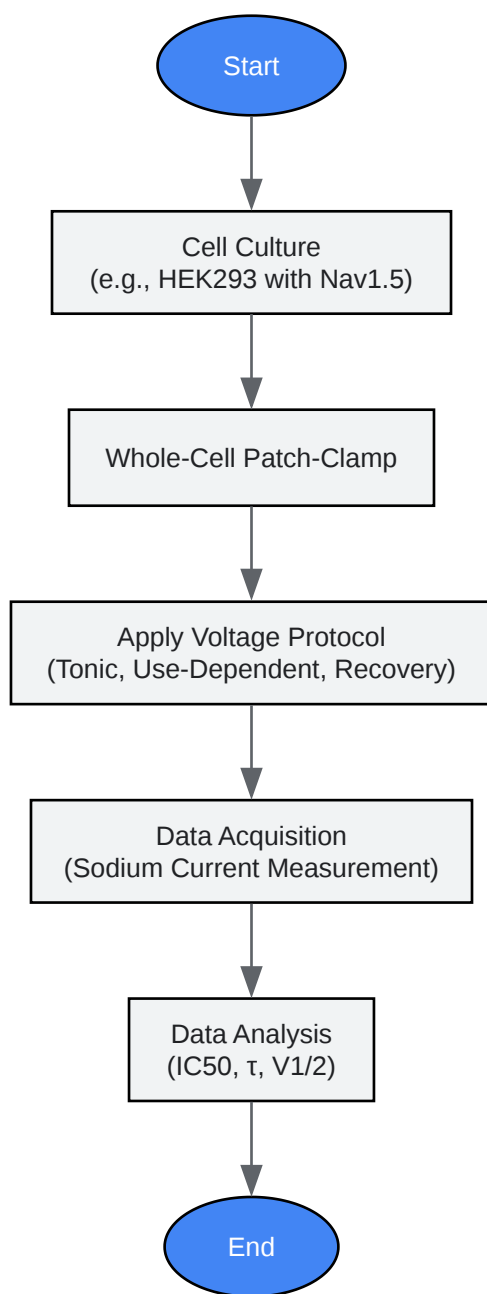 Start
Cell Culture
(e.g., HEK293 with Nav1.5)
Whole-Cell Patch-Clamp
Apply Voltage Protocol
(Tonic, Use-Dependent, Recovery)
Data Acquisition
(Sodium Current Measurement)
Data Analysis
(IC50, τ, V1/2)
End